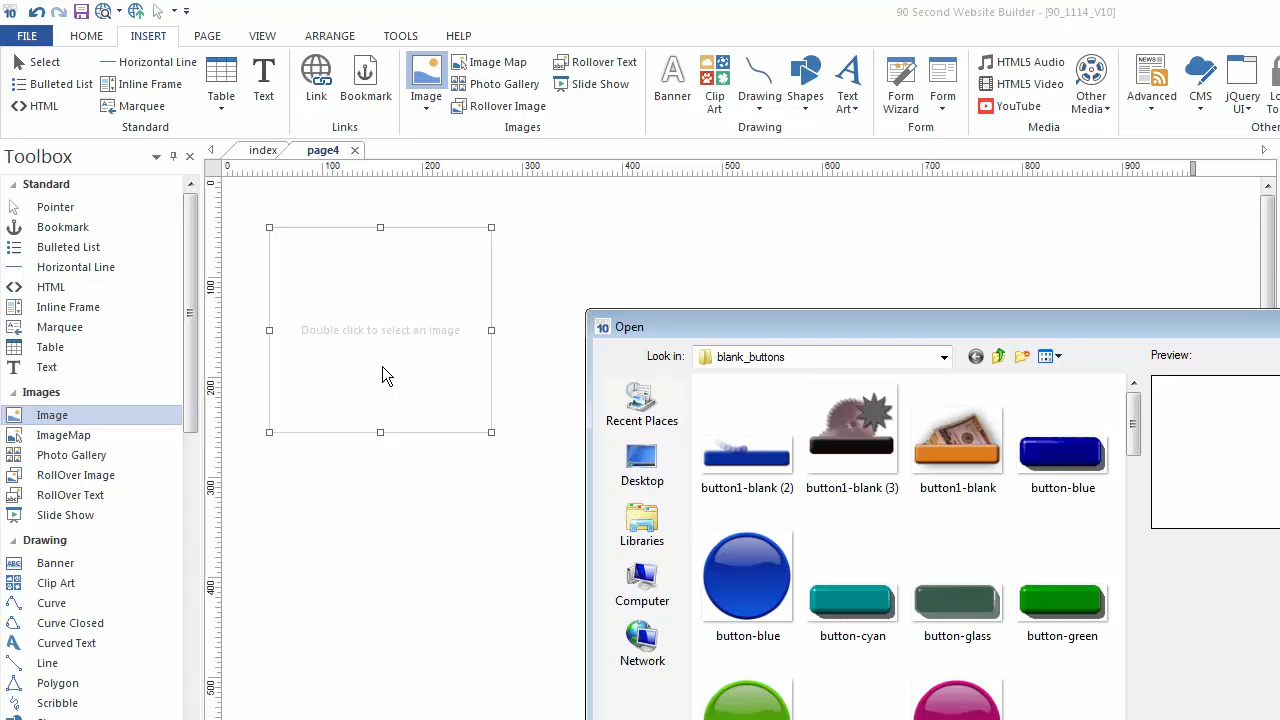 90 Second Website Builder - [90_1114_V10]
FILE HOME INSERT PAGE VIEW ARRANGE TOOLS HELP
Select
Bulleted List
HTML
Horizontal Line
Inline Frame
Marquee
Table
Text
Standard
Link
Bookmark
Links
Image
Image Map
Photo Gallery
Rollover Image
Rollover Text
Slide Show
Images
Banner
Clip
Art
Drawing
Shapes
Text
Art
Drawing
Form
Wizard
Form
Form
HTML5 Audio
HTML5 Video
YouTube
Other
Media
Media
NEWS
Advanced
CMS
jQuery
UI
Toolbox
index
page4
0 100 200 300 400 500 600 700 800 900
0
100
200
300
400
500
Standard
Pointer
Bookmark
Bulleted List
Horizontal Line
HTML
Inline Frame
Marquee
Table
Text
Images
Image
ImageMap
Photo Gallery
RollOver Image
RollOver Text
Slide Show
Drawing
Banner
Clip Art
Curve
Curve Closed
Curved Text
Line
Polygon
Scribble
Shape
Double click to select an image
10 Open
Look in: blank_buttons
Preview:
Recent Places
Desktop
Libraries
Computer
Network
button1-blank (2) button1-blank (3) button1-blank button-blue
button-blue button-cyan button-glass button-green